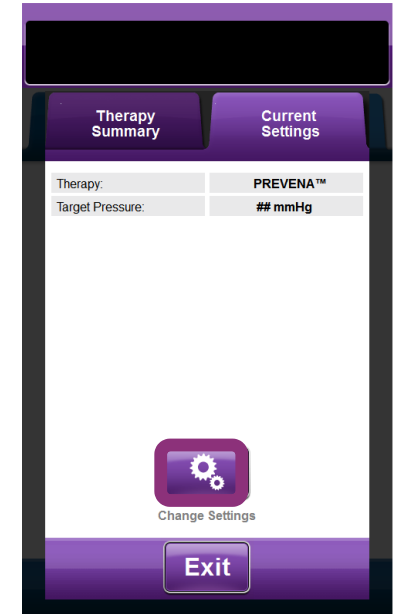 Therapy
Summary
Current
Settings
Therapy: PREVENA™
Target Pressure: ## mmHg
Change Settings
Exit